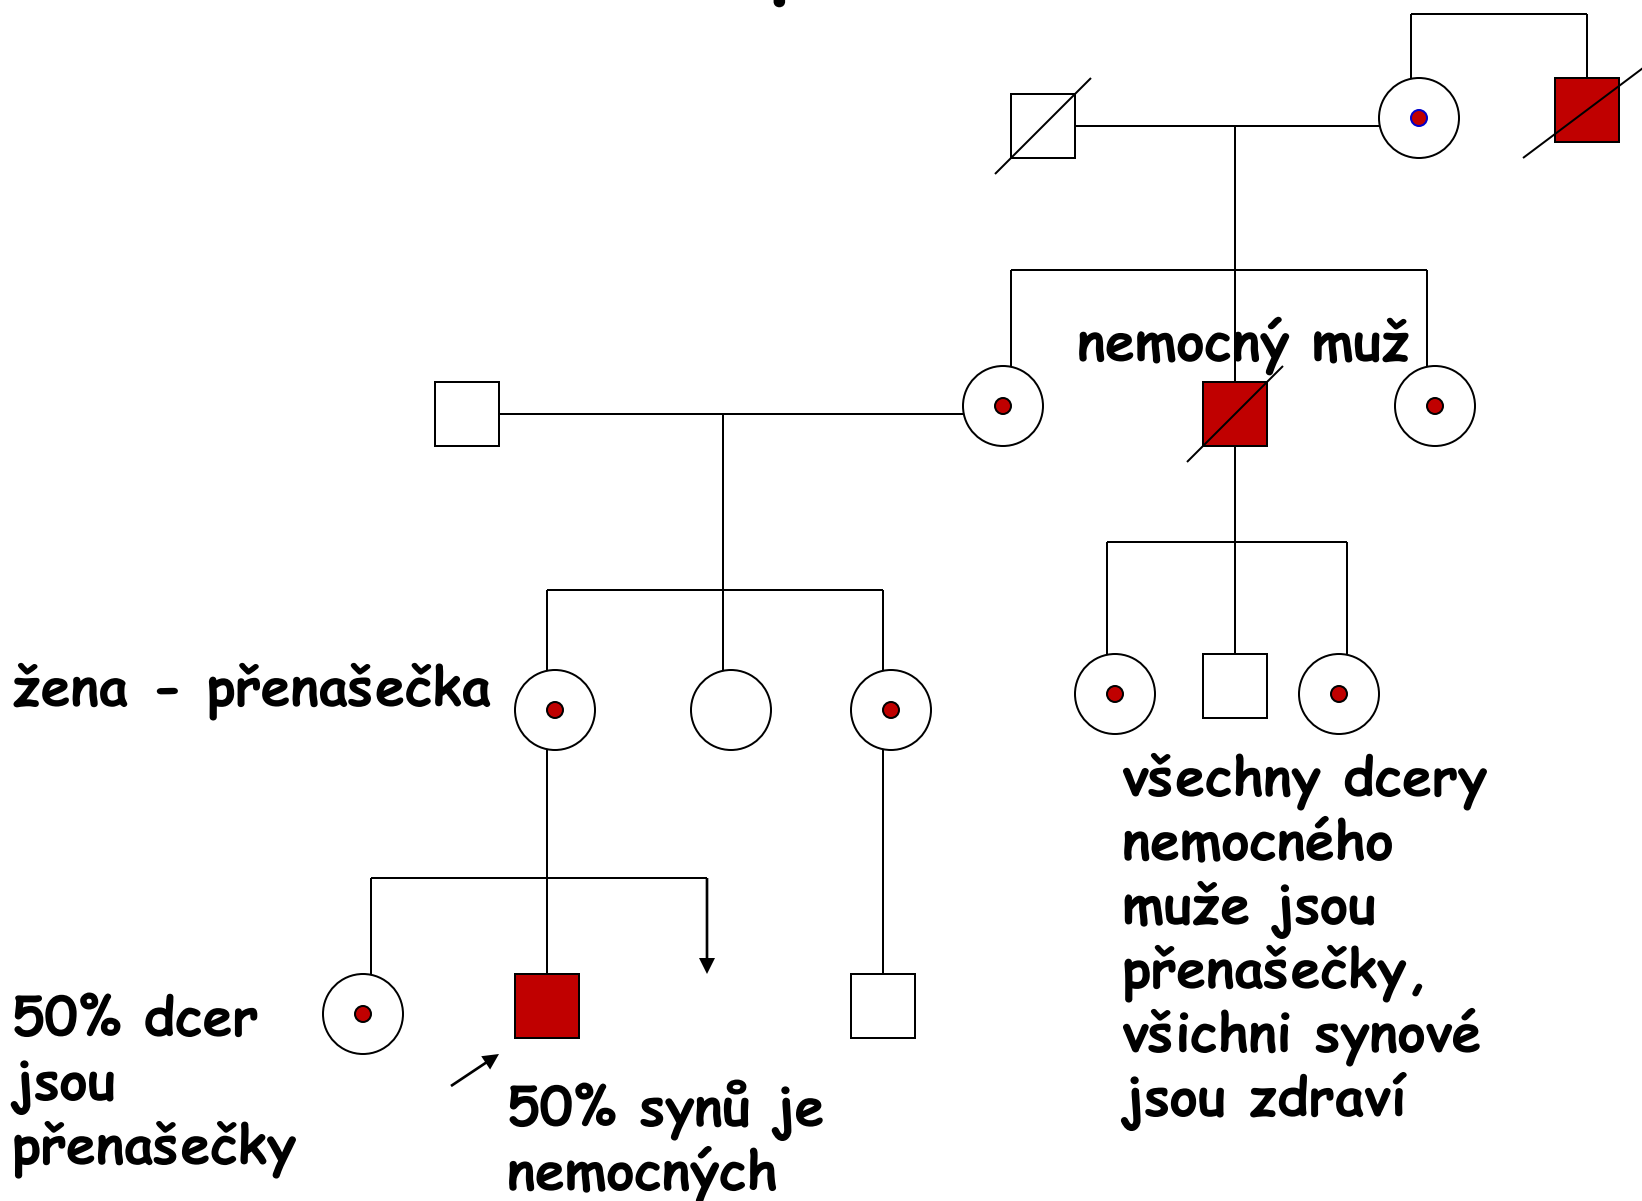 nemocný muž
žena - přenašečka
všechny dcery
nemocného
muže jsou
přenašečky,
všichni synové
jsou zdraví
50% dcer
jsou
přenašečky
50% synů je
nemocných